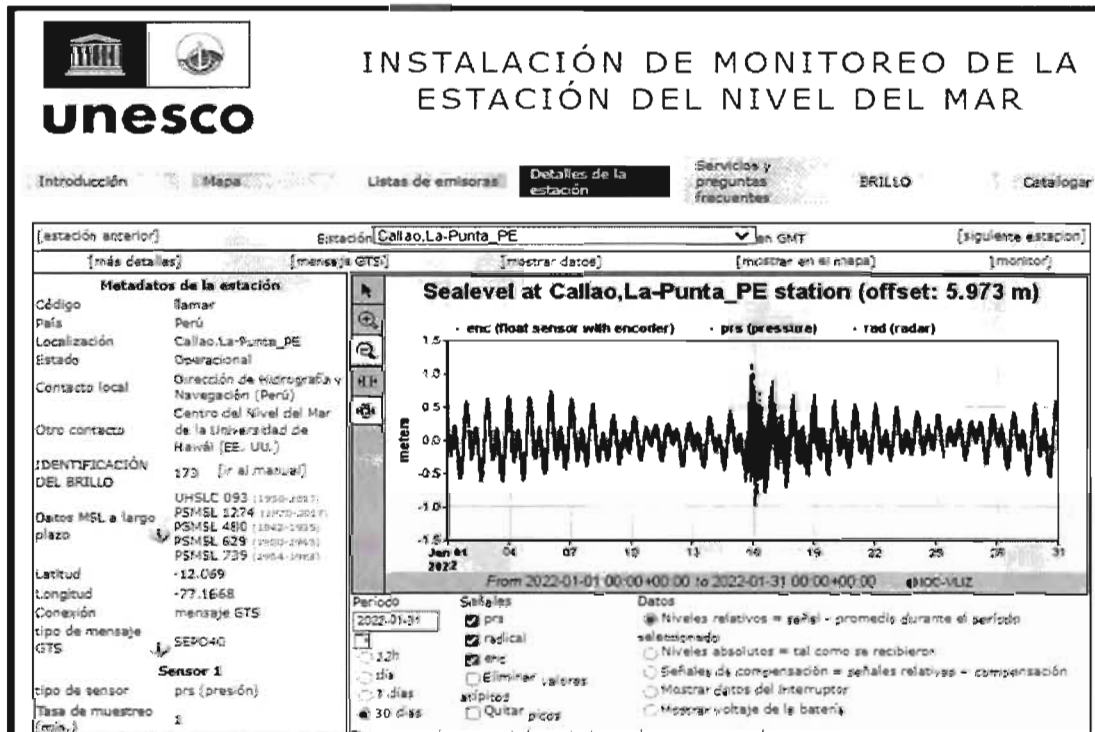 unesco
INSTALACIÓN DE MONITOREO DE LA
ESTACIÓN DEL NIVEL DEL MAR
Introducción
Mapa
Listas de emisoras
Detalles de la
estación
Servicios y
preguntas
frecuentes
BRILLO
Catalogar
[estación anterior]
Estación Callao,La-Punta_PE en GMT
[siguiente estacion]
[más detalles]
[mensaje GTS]
[mostrar datos]
[mostrar en el mapa]
[monitor]
Metadatos de la estación
Código llamar
País Perú
Localización Callao,La-Punta_PE
Estado Operacional
Contacto local Dirección de Hidrografía y
Navegación (Perú)
Otro contacto Centro del Nivel del Mar
de la Universidad de
Hawái (EE. UU.)
IDENTIFICACIÓN
DEL BRILLO 173 [ir al manual]
Datos MSL a largo
plazo
UHSLC 093
PSMSL 1274
PSMSL 480
PSMSL 629
PSMSL 739
Latitud -12.069
Longitud -77.1668
Conexión mensaje GTS
tipo de mensaje
GTS SEPO40
Sensor 1
tipo de sensor prs (presión)
Tasa de muestreo
(min.) 1
Sealevel at Callao,La-Punta_PE station (offset: 5.973 m)
enc (float sensor with encoder) prs (pressure) rad (radar)
meters
1.5
1.0
0.5
0.0
-0.5
-1.0
-1.5
Jan 01
2022
04 07 10 13 16 19 22 25 28 31
From 2022-01-01 00:00+00:00 to 2022-01-31 00:00+00:00 IOC-VLIZ
Periodo
2022-01-31
12h
día
7 días
30 días
Señales
prs
radical
enc
Eliminar valores
atípicos
Quitar picos
Datos
Niveles relativos = señal - promedio durante el período
seleccionado
Niveles absolutos = tal como se recibieron
Señales de compensación = señales relativas - compensación
Mostrar datos del interruptor
Mostrar voltaje de la batería